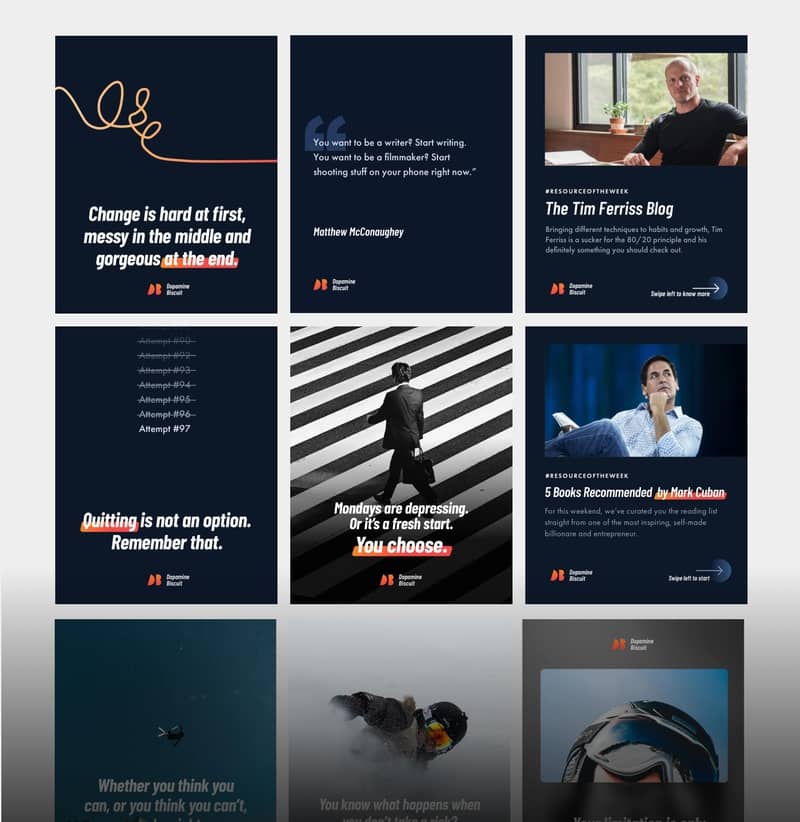 Change is hard at first,
messy in the middle and
gorgeous at the end.
Dopamine
Biscuit
“
You want to be a writer? Start writing.
You want to be a filmmaker? Start
shooting stuff on your phone right now.”
Matthew McConaughey
Dopamine
Biscuit
#RESOURCEOFTHEWEEK
The Tim Ferriss Blog
Bringing different techniques to habits and growth, Tim
Ferriss is a sucker for the 80/20 principle and his
definitely something you should check out.
Dopamine
Biscuit
Swipe left to know more
Attempt #90
Attempt #92
Attempt #93
Attempt #94
Attempt #95
Attempt #96
Attempt #97
Quitting is not an option.
Remember that.
Dopamine
Biscuit
Mondays are depressing.
Or it’s a fresh start.
You choose.
Dopamine
Biscuit
#RESOURCEOFTHEWEEK
5 Books Recommended by Mark Cuban
For this weekend, we’ve curated you the reading list
straight from one of the most inspiring, self-made
billionare and entrepreneur.
Dopamine
Biscuit
Swipe left to start
Whether you think you
can, or you think you can’t,
You know what happens when
you don’t take a risk?
Dopamine
Biscuit
Your limitation is only